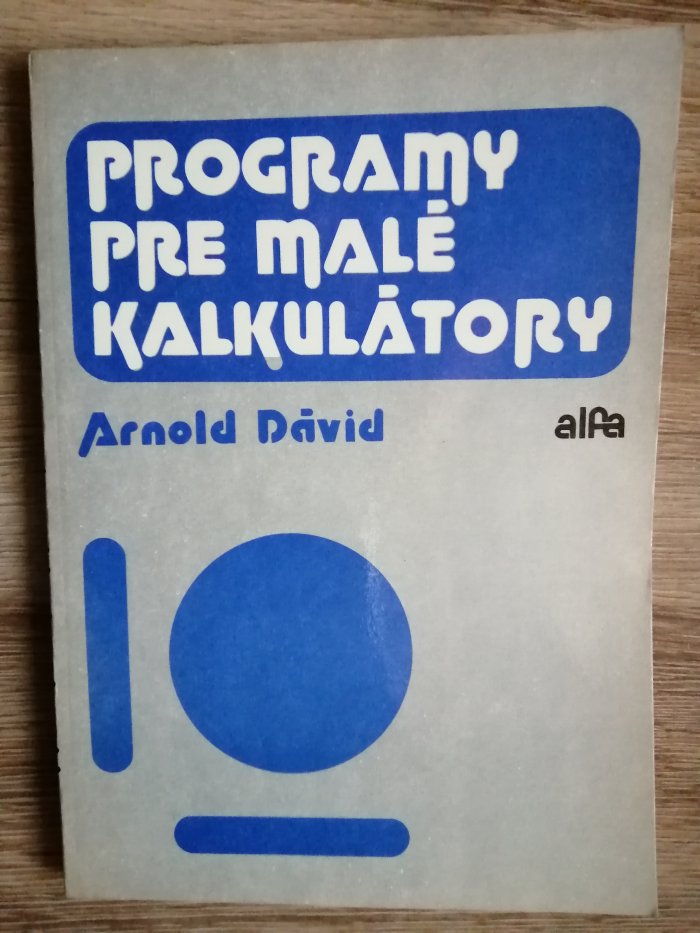 PROGRAMY
PRE MALÉ
KALKULÁTORY
Arnold Dávid
alfa